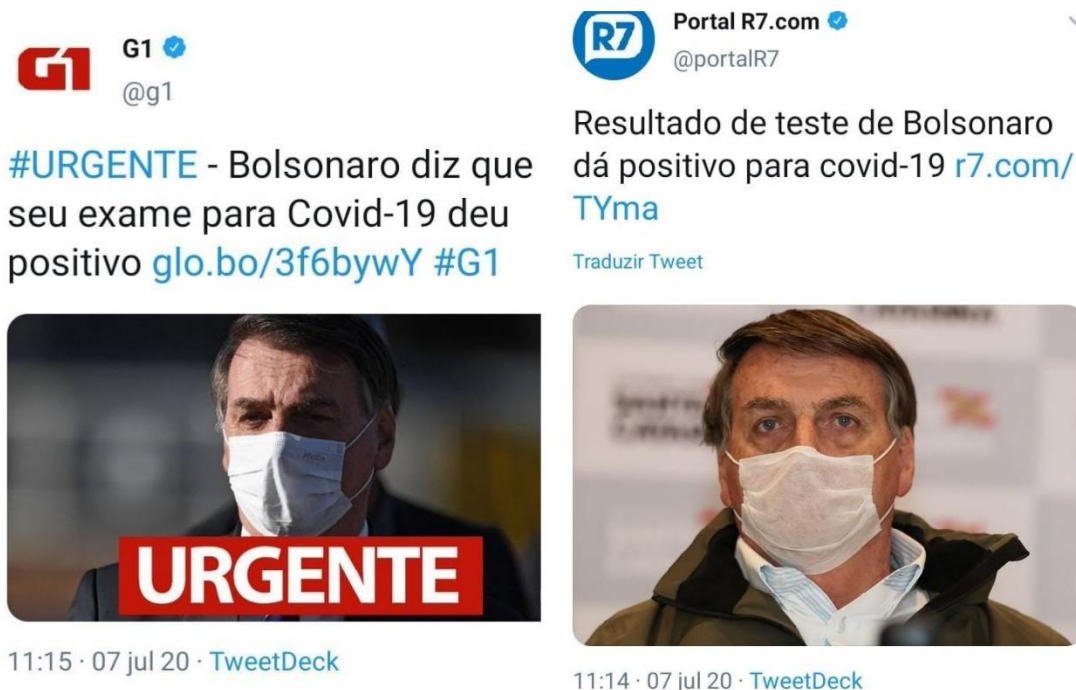 G1
G1
@g1
#URGENTE - Bolsonaro diz que
seu exame para Covid-19 deu
positivo glo.bo/3f6bywY #G1
URGENTE
11:15 · 07 jul 20 · TweetDeck
R7
Portal R7.com
@portalR7
Resultado de teste de Bolsonaro
dá positivo para covid-19 r7.com/
TYma
Traduzir Tweet
11:14 · 07 jul 20 · TweetDeck